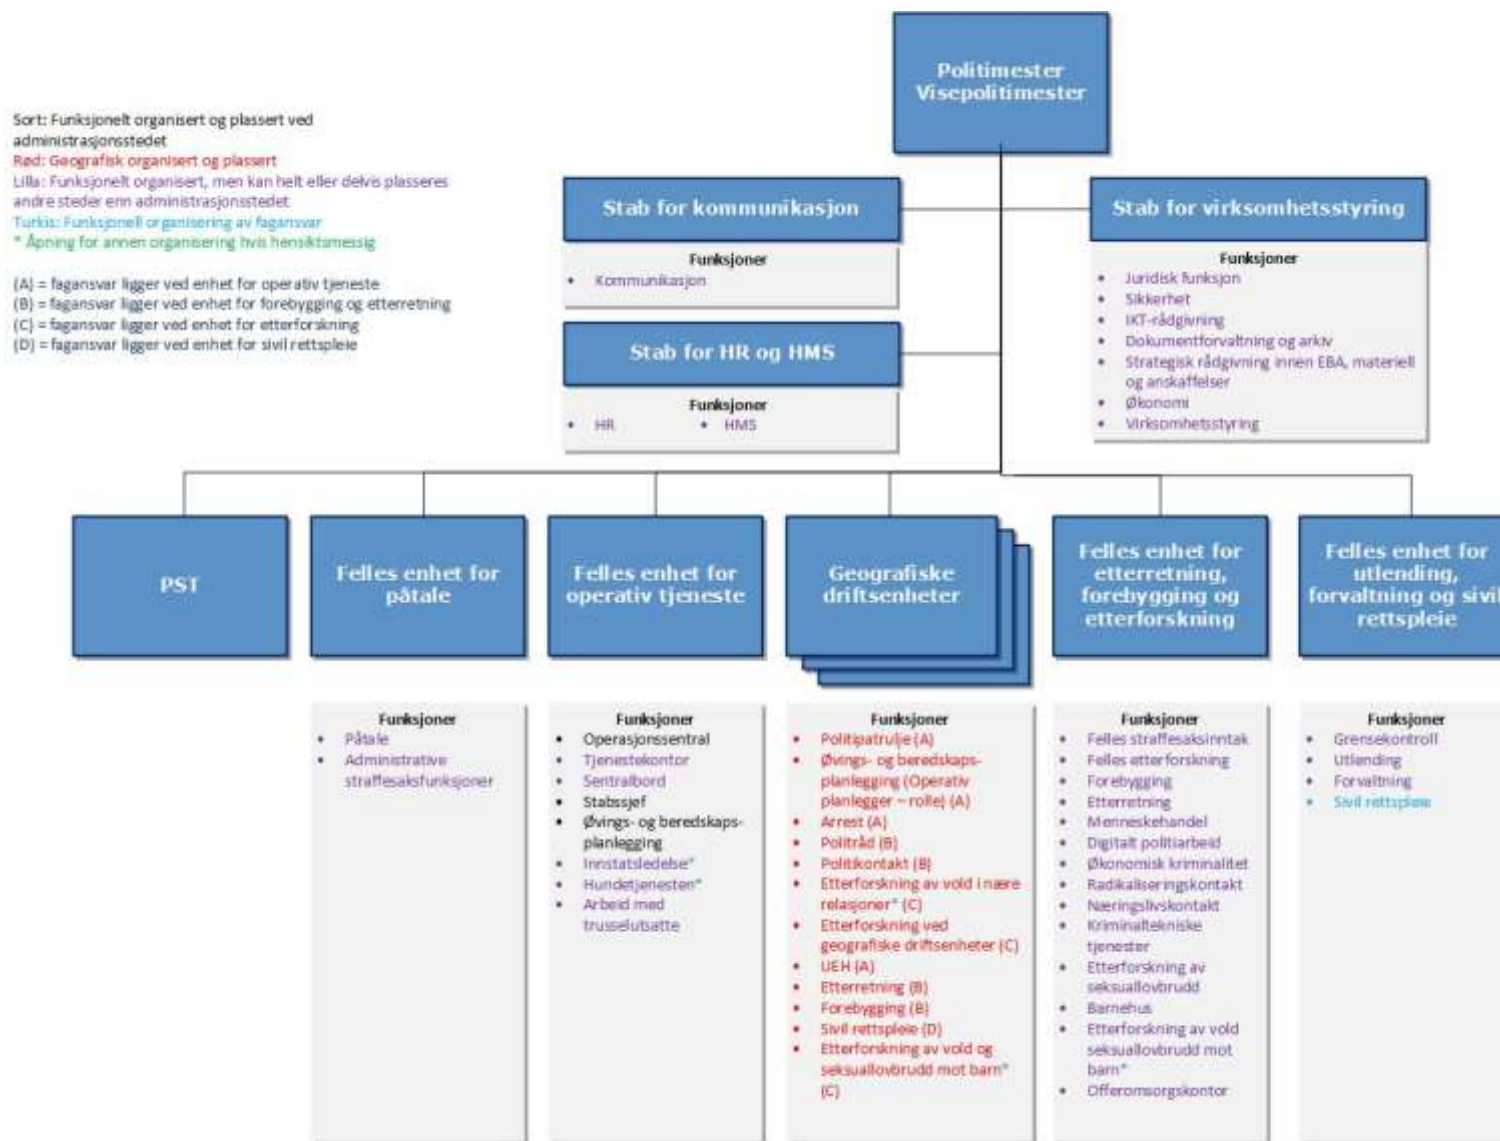 Politimester
Visepolitimester
Sort: Funksjonelt organisert og plassert ved
administrasjonsstedet
Rød: Geografisk organisert og plassert
Lilla: Funksjonelt organisert, men kan helt eller delvis plasseres
andre steder enn administrasjonsstedet
Turkis: Funksjonell organisering av fagansvar
* Åpning for annen organisering hvis hensiktsmessig
(A) = fagansvar ligger ved enhet for operativ tjeneste
(B) = fagansvar ligger ved enhet for forebygging og etterretning
(C) = fagansvar ligger ved enhet for etterforskning
(D) = fagansvar ligger ved enhet for sivil rettspleie
Stab for kommunikasjon
Funksjoner
• Kommunikasjon
Stab for HR og HMS
Funksjoner
• HR • HMS
Stab for virksomhetsstyring
Funksjoner
• Juridisk funksjon
• Sikkerhet
• IKT-rådgivning
• Dokumentforvaltning og arkiv
• Strategisk rådgivning innen EBA, materiell
og anskaffelser
• Økonomi
• Virksomhetsstyring
PST
Felles enhet for
påtale
Funksjoner
• Påtale
• Administrative
straffesaksfunksjoner
Felles enhet for
operativ tjeneste
Funksjoner
• Operasjonssentral
• Tjenestekontor
• Sentralbord
• Stabssjef
• Øvings- og beredskaps-
planlegging
• Innstatsledelse*
• Hundetjenesten*
• Arbeid med
trusselutsatte
Geografiske
driftsenheter
Funksjoner
• Politipatrulje (A)
• Øvings- og beredskaps-
planlegging (Operativ
planlegger – rolle) (A)
• Arrest (A)
• Politråd (B)
• Politikontakt (B)
• Etterforskning av vold i nære
relasjoner* (C)
• Etterforskning ved
geografiske driftsenheter (C)
• UEH (A)
• Etterretning (B)
• Forebygging (B)
• Sivil rettspleie (D)
• Etterforskning av vold og
seksuallovbrudd mot barn*
(C)
Felles enhet for
etterretning,
forebygging og
etterforskning
Funksjoner
• Felles straffesaksinntak
• Felles etterforskning
• Forebygging
• Etterretning
• Menneskehandel
• Digitalt politiarbeid
• Økonomisk kriminalitet
• Radikaliseringskontakt
• Næringslivskontakt
• Kriminaltekniske
tjenester
• Etterforskning av
seksuallovbrudd
• Barnehus
• Etterforskning av vold
seksuallovbrudd mot
barn*
• Offeromsorgskontor
Felles enhet for
utlending,
forvaltning og sivil
rettspleie
Funksjoner
• Grensekontroll
• Utlending
• Forvaltning
• Sivil rettspleie